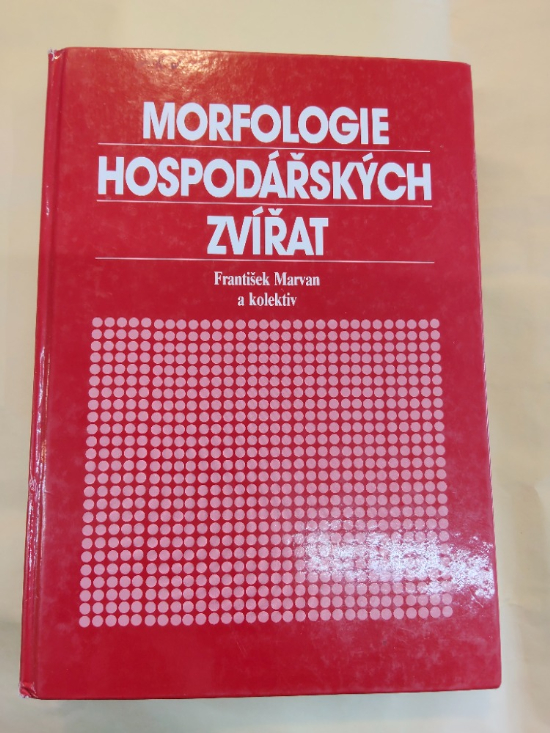 MORFOLOGIE
HOSPODÁŘSKÝCH
ZVÍŘAT
František Marvan
a kolektiv